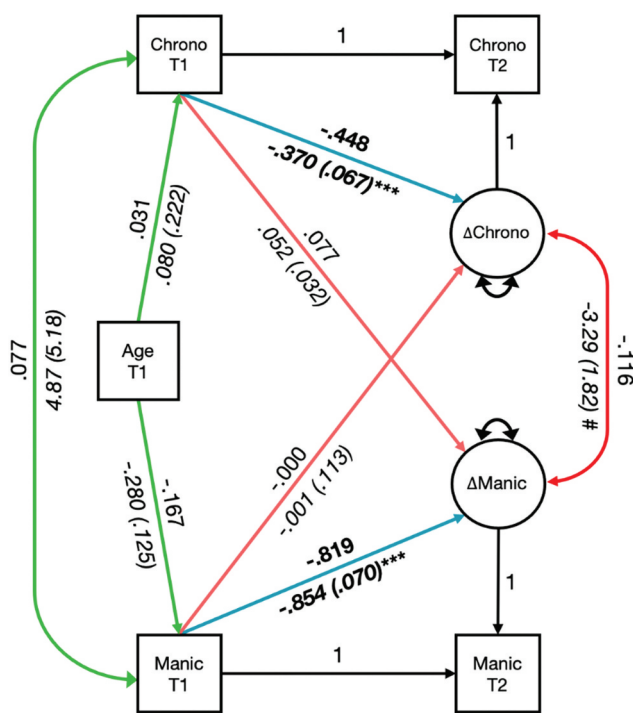 Chrono
T1
1
Chrono
T2
-.448
-.370 (.067)***
1
.031
.080 (.222)
.077
.052 (.032)
ΔChrono
.077
4.87 (5.18)
Age
T1
-.116
-3.29 (1.82) #
-.167
-.280 (.125)
-.000
-.001 (.113)
ΔManic
-.819
-.854 (.070)***
1
Manic
T1
1
Manic
T2